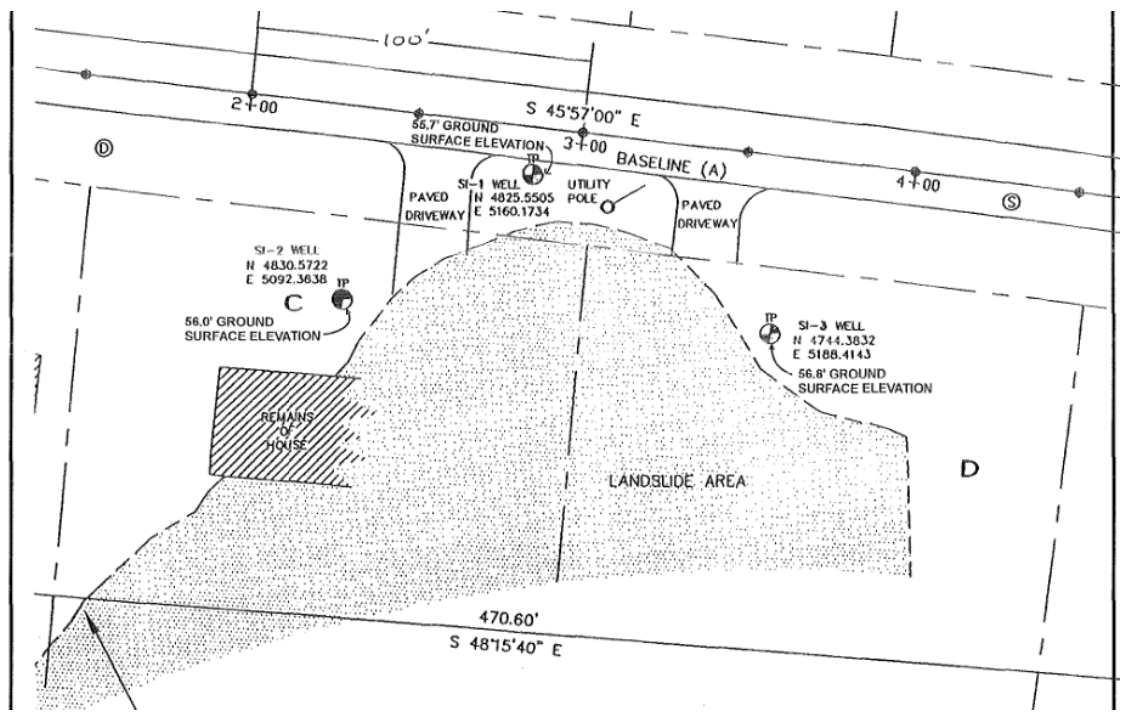 100'
2+00
S 45°57'00" E
55.7' GROUND
SURFACE ELEVATION
3+00
BASELINE (A)
4+00
D
TP
SI-1 WELL
N 4825.5505
E 5160.1734
UTILITY
POLE
PAVED
DRIVEWAY
PAVED
DRIVEWAY
S
SI-2 WELL
N 4830.5722
E 5092.3638
TP
C
56.0' GROUND
SURFACE ELEVATION
TP
SI-3 WELL
N 4744.3832
E 5188.4143
56.8' GROUND
SURFACE ELEVATION
REMAINS
OF
HOUSE
LANDSLIDE AREA
D
470.60'
S 48°15'40" E